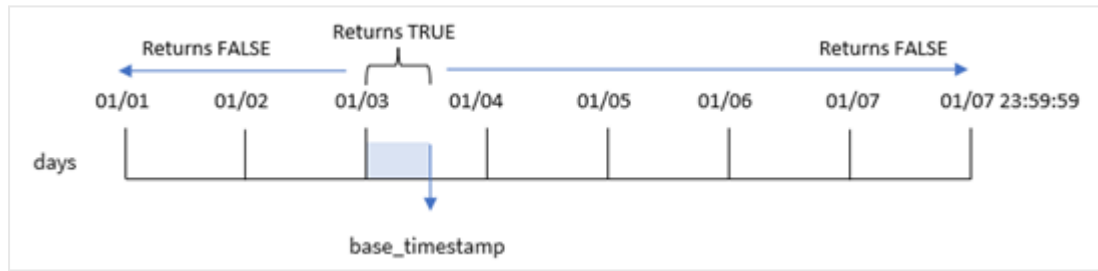 Returns TRUE
Returns FALSE
Returns FALSE
01/01
01/02
01/03
01/04
01/05
01/06
01/07
01/07 23:59:59
days
base_timestamp